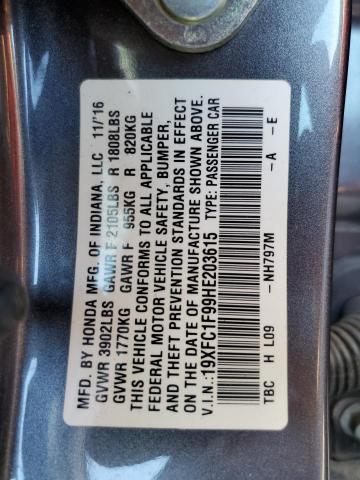 MFD. BY HONDA MFG. OF INDIANA, LLC 11/'16
GVWR 3902LBS GAWR F 2105LBS R 1808LBS
GVWR 1770KG GAWR F 955KG R 820KG
THIS VEHICLE CONFORMS TO ALL APPLICABLE
FEDERAL MOTOR VEHICLE SAFETY, BUMPER,
AND THEFT PREVENTION STANDARDS IN EFFECT
ON THE DATE OF MANUFACTURE SHOWN ABOVE.
V.I.N.: 19XFC1F99HE203615 TYPE: PASSENGER CAR
TBC H L09 -NH797M -A -E